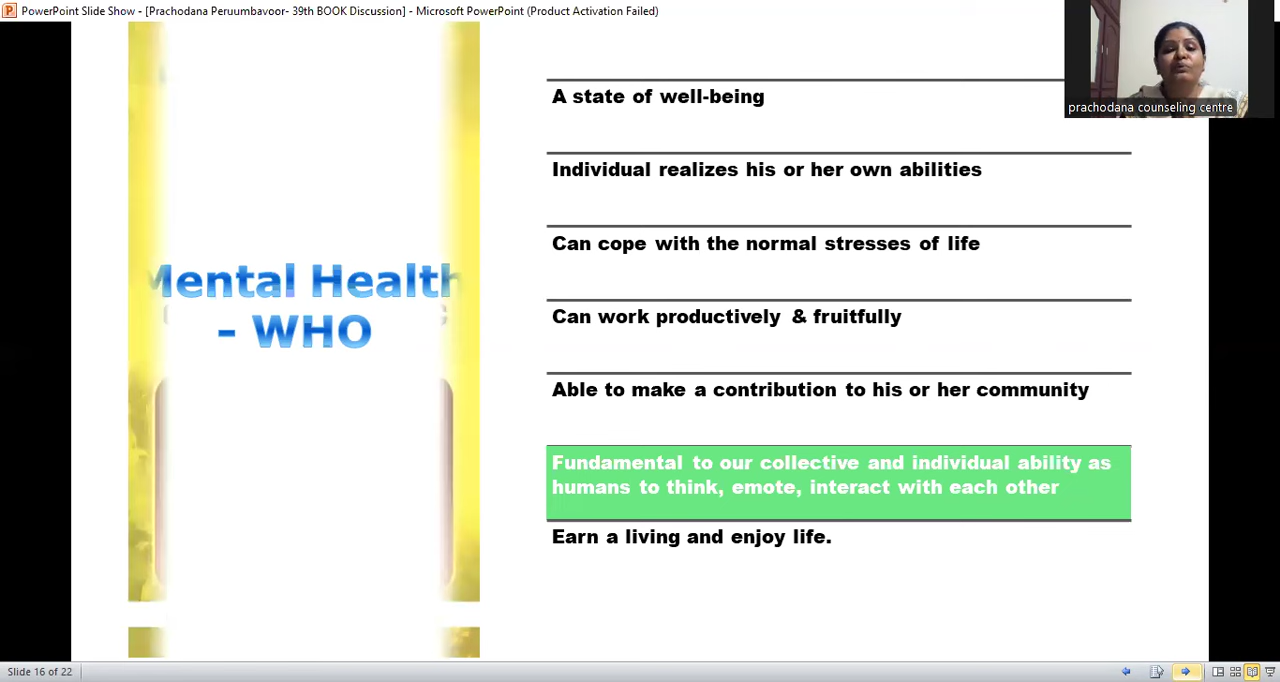 PowerPoint Slide Show - [Prachodana Peruumbavoor- 39th BOOK Discussion] - Microsoft PowerPoint (Product Activation Failed)
prachodana counseling centre
Mental Health
- WHO
A state of well-being
Individual realizes his or her own abilities
Can cope with the normal stresses of life
Can work productively & fruitfully
Able to make a contribution to his or her community
Fundamental to our collective and individual ability as
humans to think, emote, interact with each other
Earn a living and enjoy life.
Slide 16 of 22